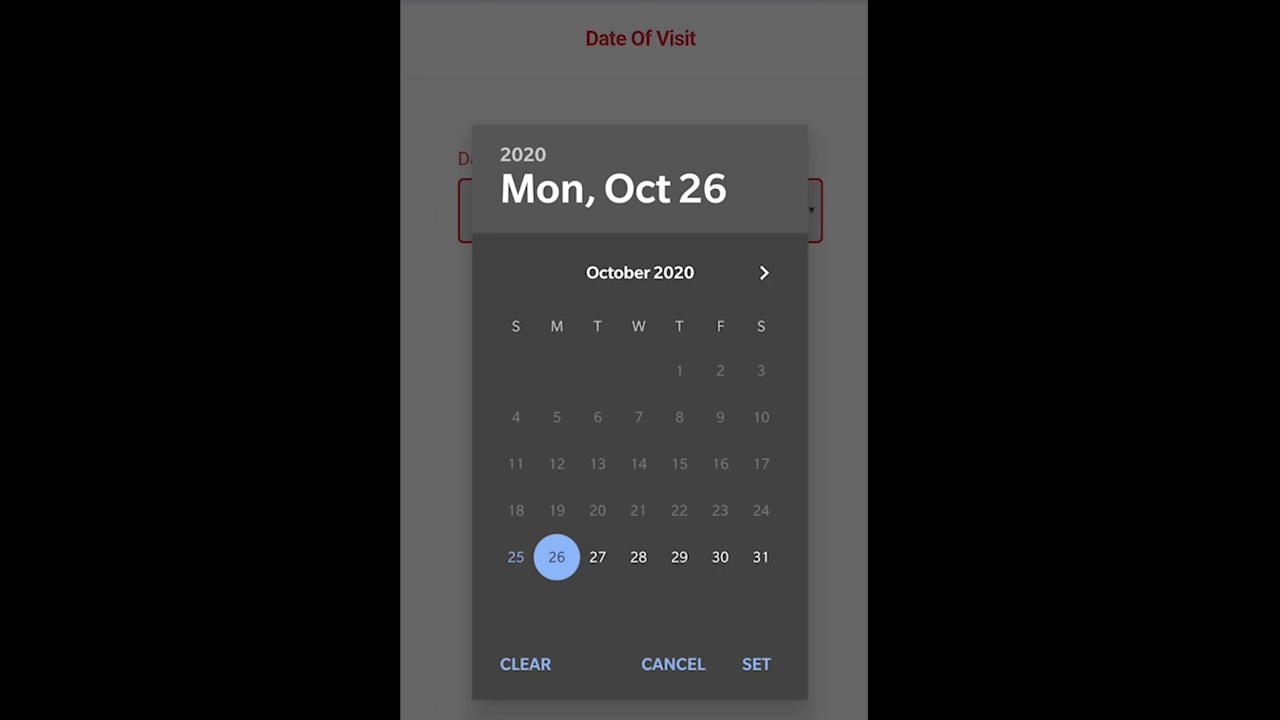 Date Of Visit
Da
2020
Mon, Oct 26
October 2020
S M T W T F S
1 2 3
4 5 6 7 8 9 10
11 12 13 14 15 16 17
18 19 20 21 22 23 24
25 26 27 28 29 30 31
CLEAR CANCEL SET